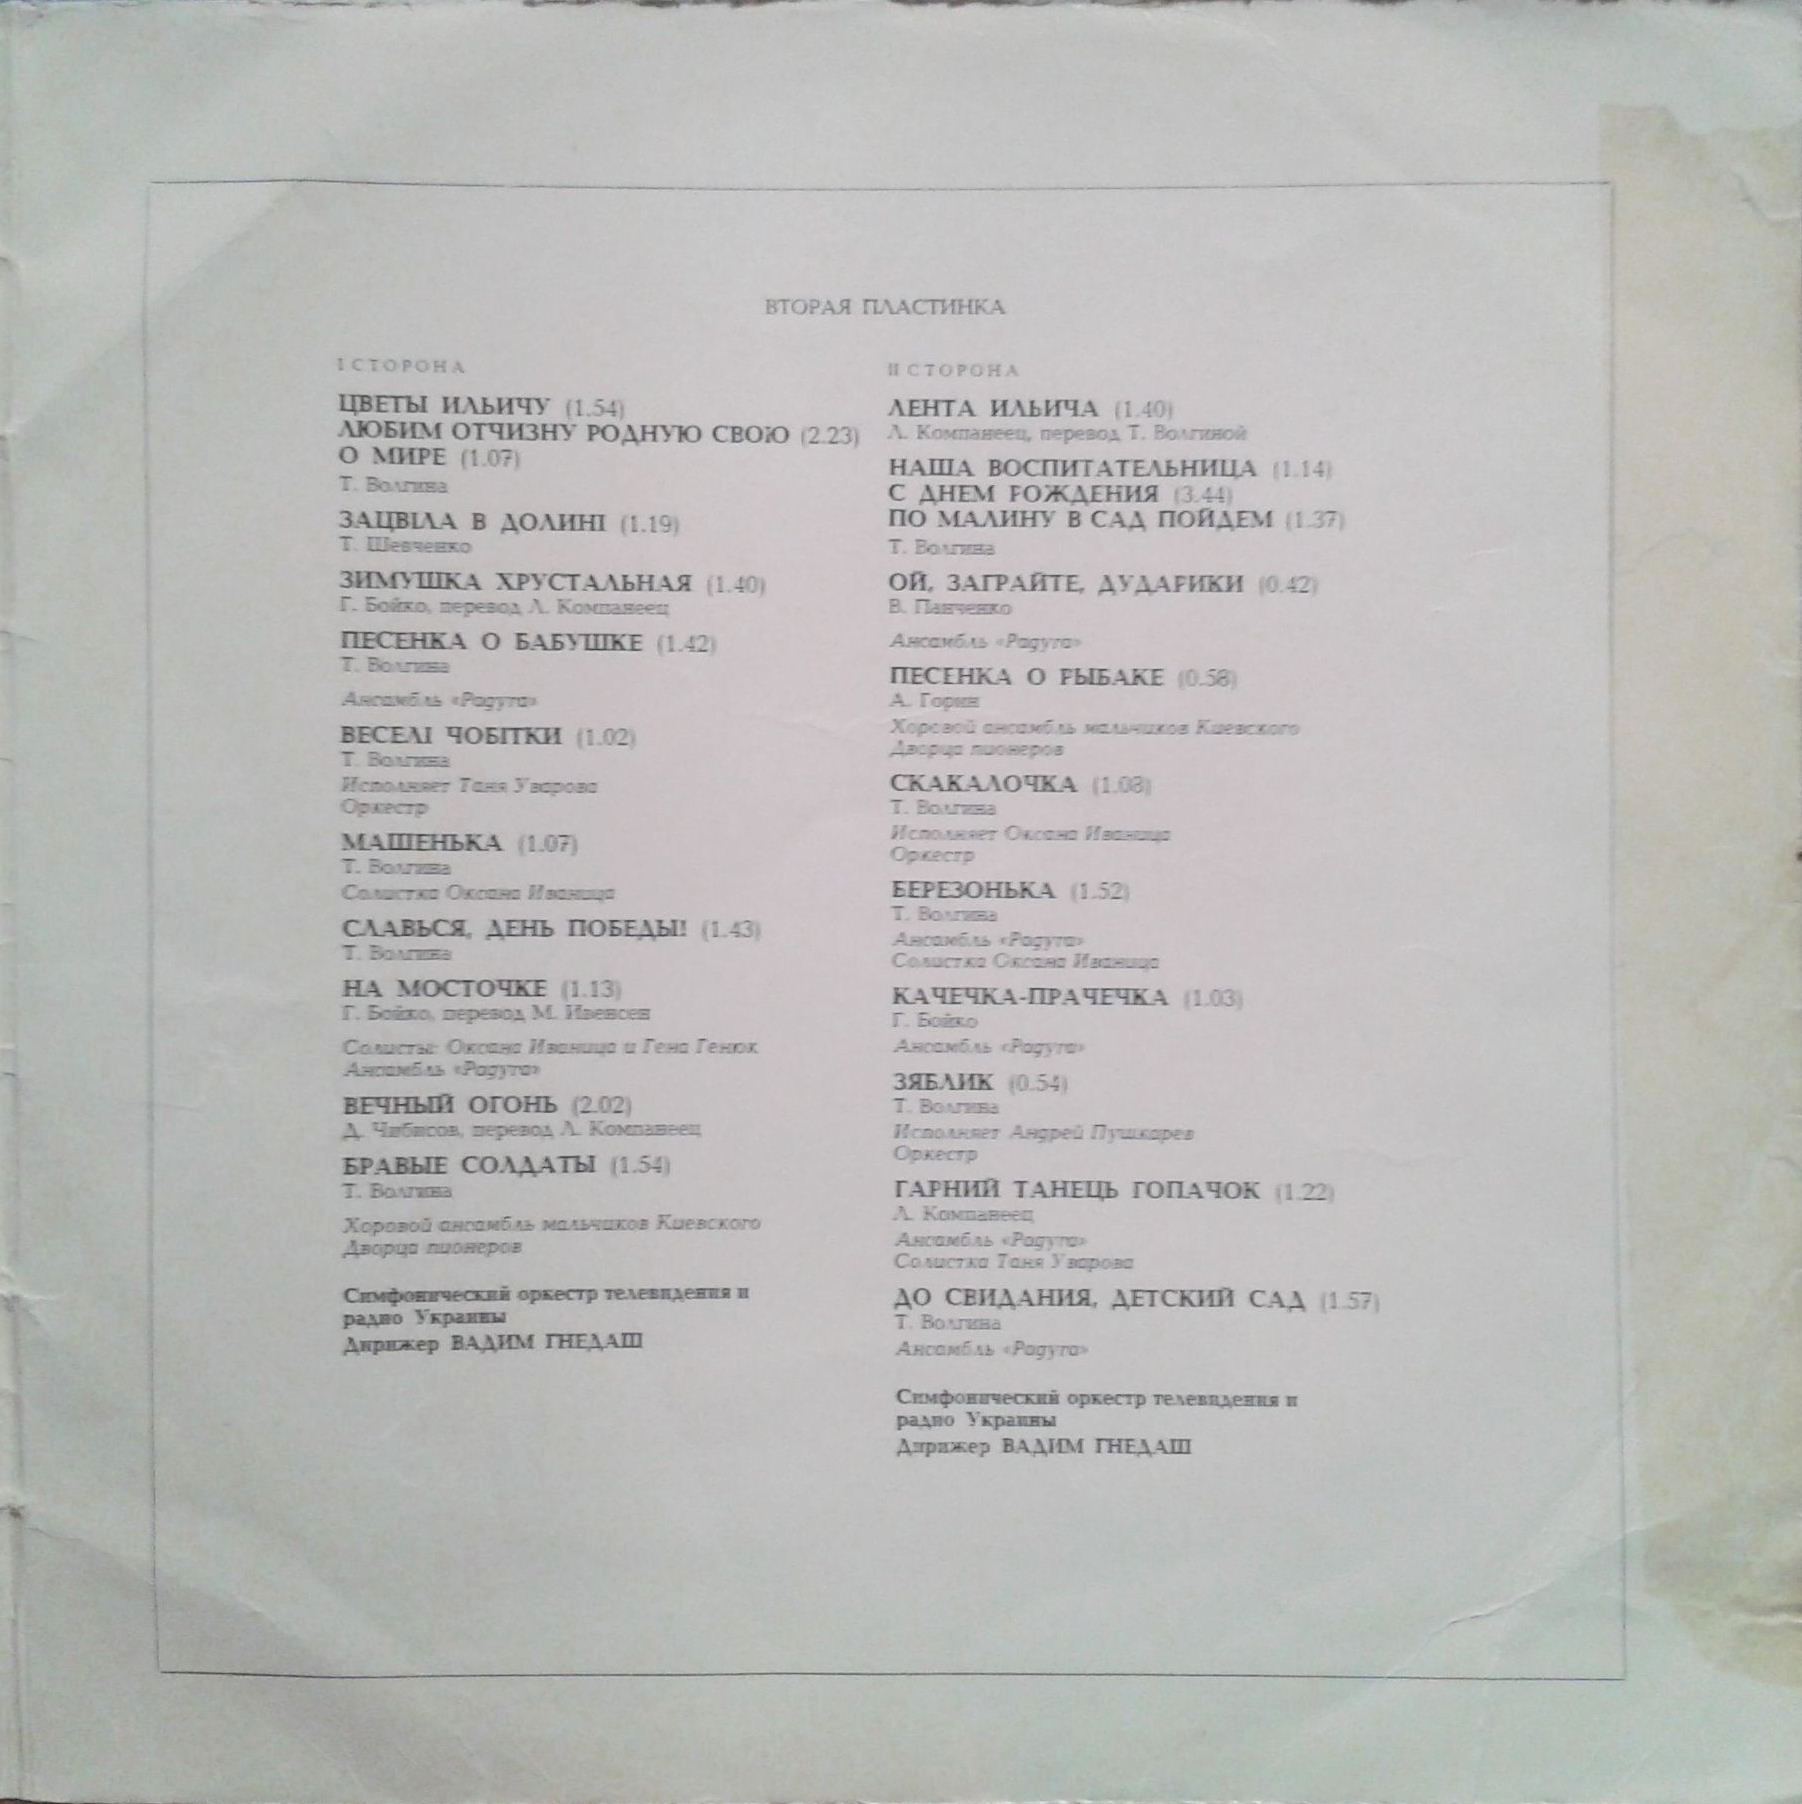 ВТОРАЯ ПЛАСТИНКА
I СТОРОНА
ЦВЕТЫ ИЛЬИЧУ (1.54)
ЛЮБИМ ОТЧИЗНУ РОДНУЮ СВОЮ (2.23)
О МИРЕ (1.07)
Т. Волгина
ЗАЦВІЛА В ДОЛИНІ (1.19)
Т. Шевченко
ЗИМУШКА ХРУСТАЛЬНАЯ (1.40)
Г. Бойко, перевод Л. Компанеец
ПЕСЕНКА О БАБУШКЕ (1.42)
Т. Волгина
Ансамбль «Радуга»
ВЕСЕЛІ ЧОБІТКИ (1.02)
Т. Волгина
Исполняет Таня Уварова
Оркестр
МАШЕНЬКА (1.07)
Т. Волгина
Солистка Оксана Иваница
СЛАВЬСЯ, ДЕНЬ ПОБЕДЫ! (1.43)
Т. Волгина
НА МОСТОЧКЕ (1.13)
Г. Бойко, перевод М. Ивенсен
Солисты: Оксана Иваница и Гена Генюк
Ансамбль «Радуга»
ВЕЧНЫЙ ОГОНЬ (2.02)
Д. Чибисов, перевод Л. Компанеец
БРАВЫЕ СОЛДАТЫ (1.54)
Т. Волгина
Хоровой ансамбль мальчиков Киевского
Дворца пионеров
Симфонический оркестр телевидения и
радио Украины
Дирижер ВАДИМ ГНЕДАШ
II СТОРОНА
ЛЕНТА ИЛЬИЧА (1.40)
Л. Компанеец, перевод Т. Волгиной
НАША ВОСПИТАТЕЛЬНИЦА (1.14)
С ДНЕМ РОЖДЕНИЯ (3.44)
ПО МАЛИНУ В САД ПОЙДЕМ (1.37)
Т. Волгина
ОЙ, ЗАГРАЙТЕ, ДУДАРИКИ (0.42)
В. Панченко
Ансамбль «Радуга»
ПЕСЕНКА О РЫБАКЕ (0.58)
А. Горин
Хоровой ансамбль мальчиков Киевского
Дворца пионеров
СКАКАЛОЧКА (1.08)
Т. Волгина
Исполняет Оксана Иваница
Оркестр
БЕРЕЗОНЬКА (1.52)
Т. Волгина
Ансамбль «Радуга»
Солистка Оксана Иваница
КАЧЕЧКА-ПРАЧЕЧКА (1.03)
Г. Бойко
Ансамбль «Радуга»
ЗЯБЛИК (0.54)
Т. Волгина
Исполняет Андрей Пушкарев
Оркестр
ГАРНИЙ ТАНЕЦЬ ГОПАЧОК (1.22)
Л. Компанеец
Ансамбль «Радуга»
Солистка Таня Уварова
ДО СВИДАНИЯ, ДЕТСКИЙ САД (1.57)
Т. Волгина
Ансамбль «Радуга»
Симфонический оркестр телевидения и
радио Украины
Дирижер ВАДИМ ГНЕДАШ